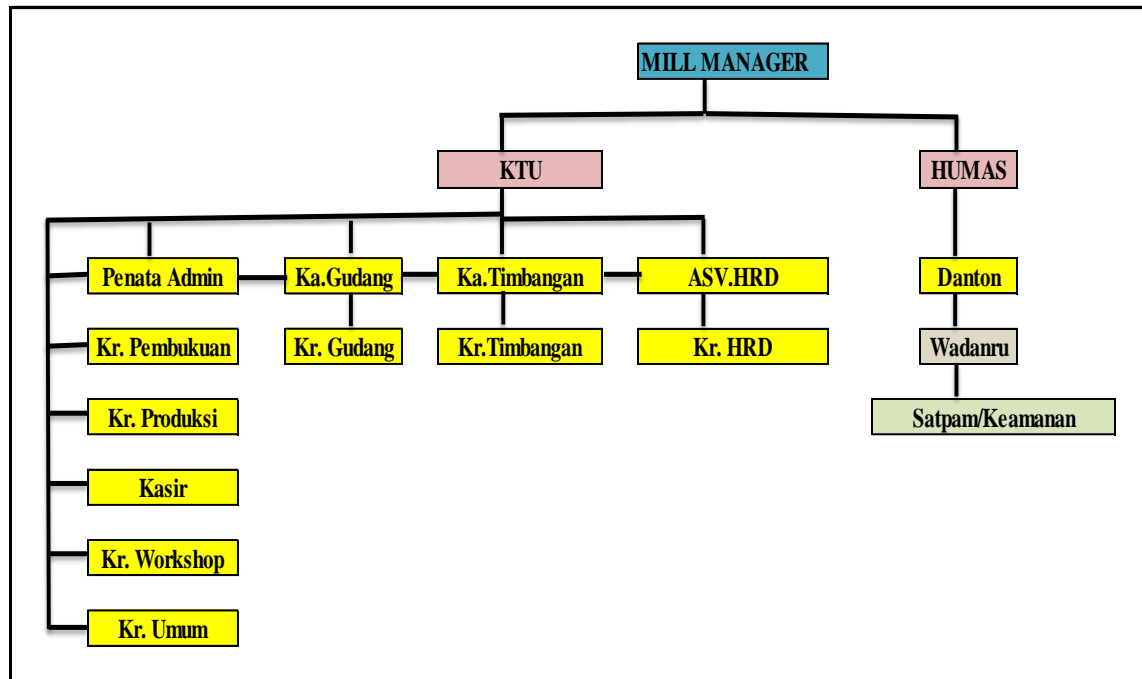 MILL MANAGER
KTU
HUMAS
Penata Admin
Ka.Gudang
Ka.Timbangan
ASV.HRD
Danton
Kr. Pembukuan
Kr. Gudang
Kr.Timbangan
Kr. HRD
Wadanru
Kr. Produksi
Satpam/Keamanan
Kasir
Kr. Workshop
Kr. Umum